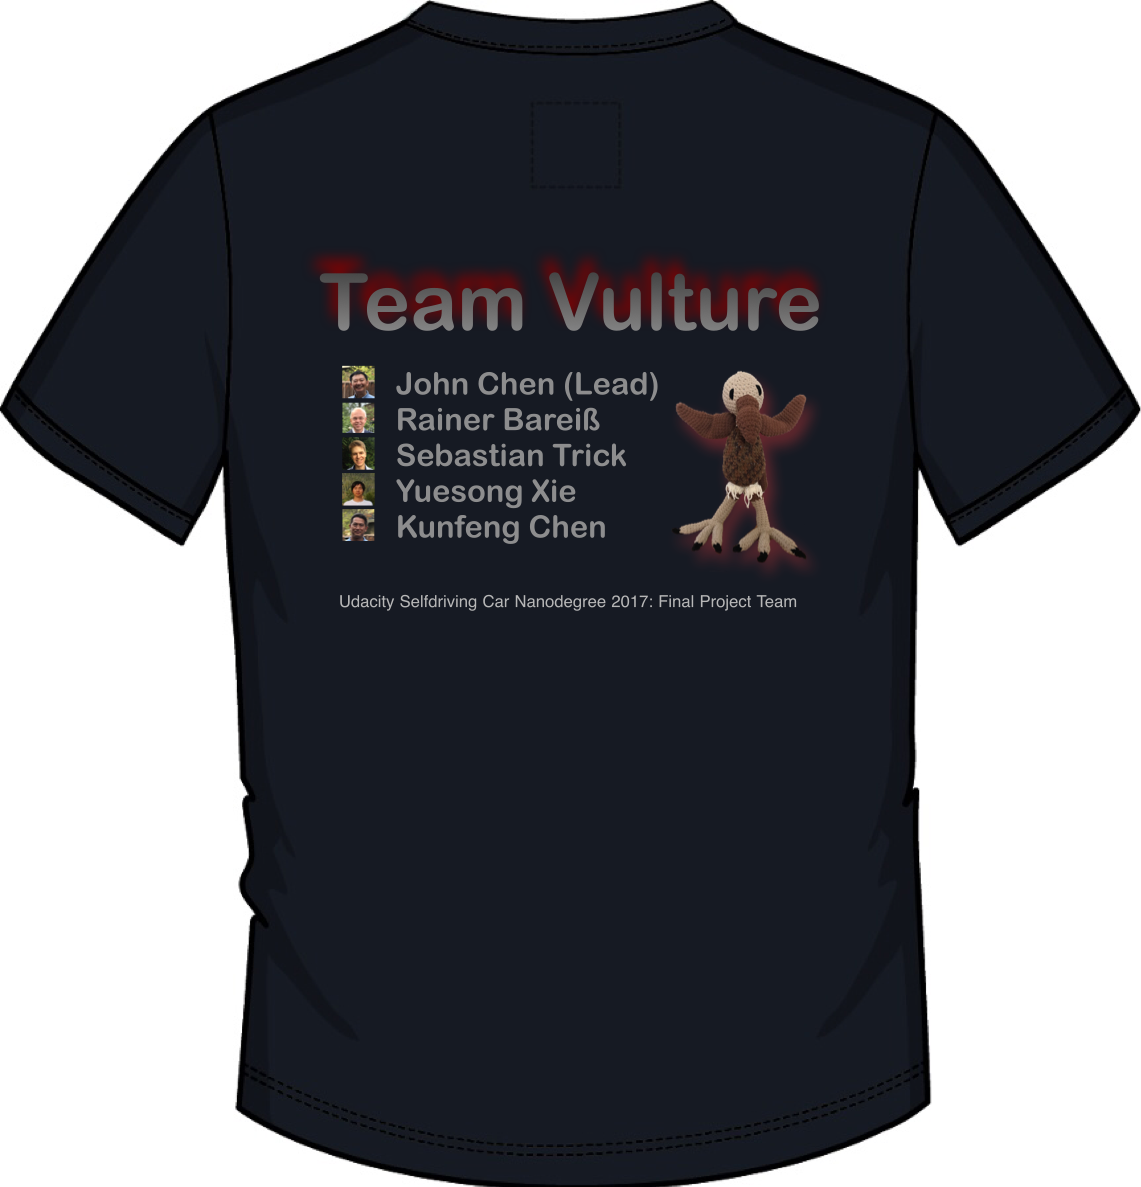 Team Vulture
John Chen (Lead)
Rainer Bareiß
Sebastian Trick
Yuesong Xie
Kunfeng Chen
Udacity Selfdriving Car Nanodegree 2017: Final Project Team